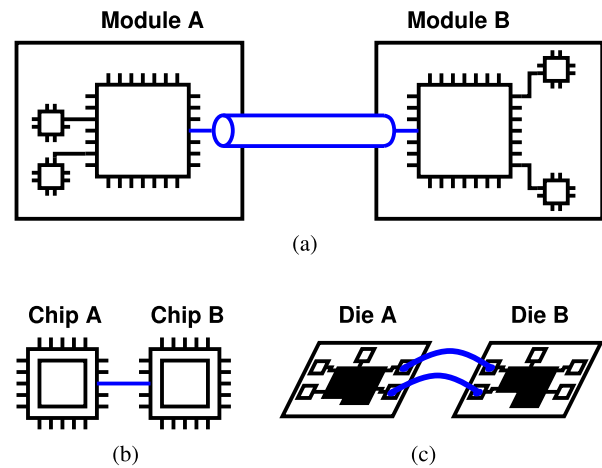 Module A Module B
(a)
Chip A Chip B Die A Die B
(b) (c)